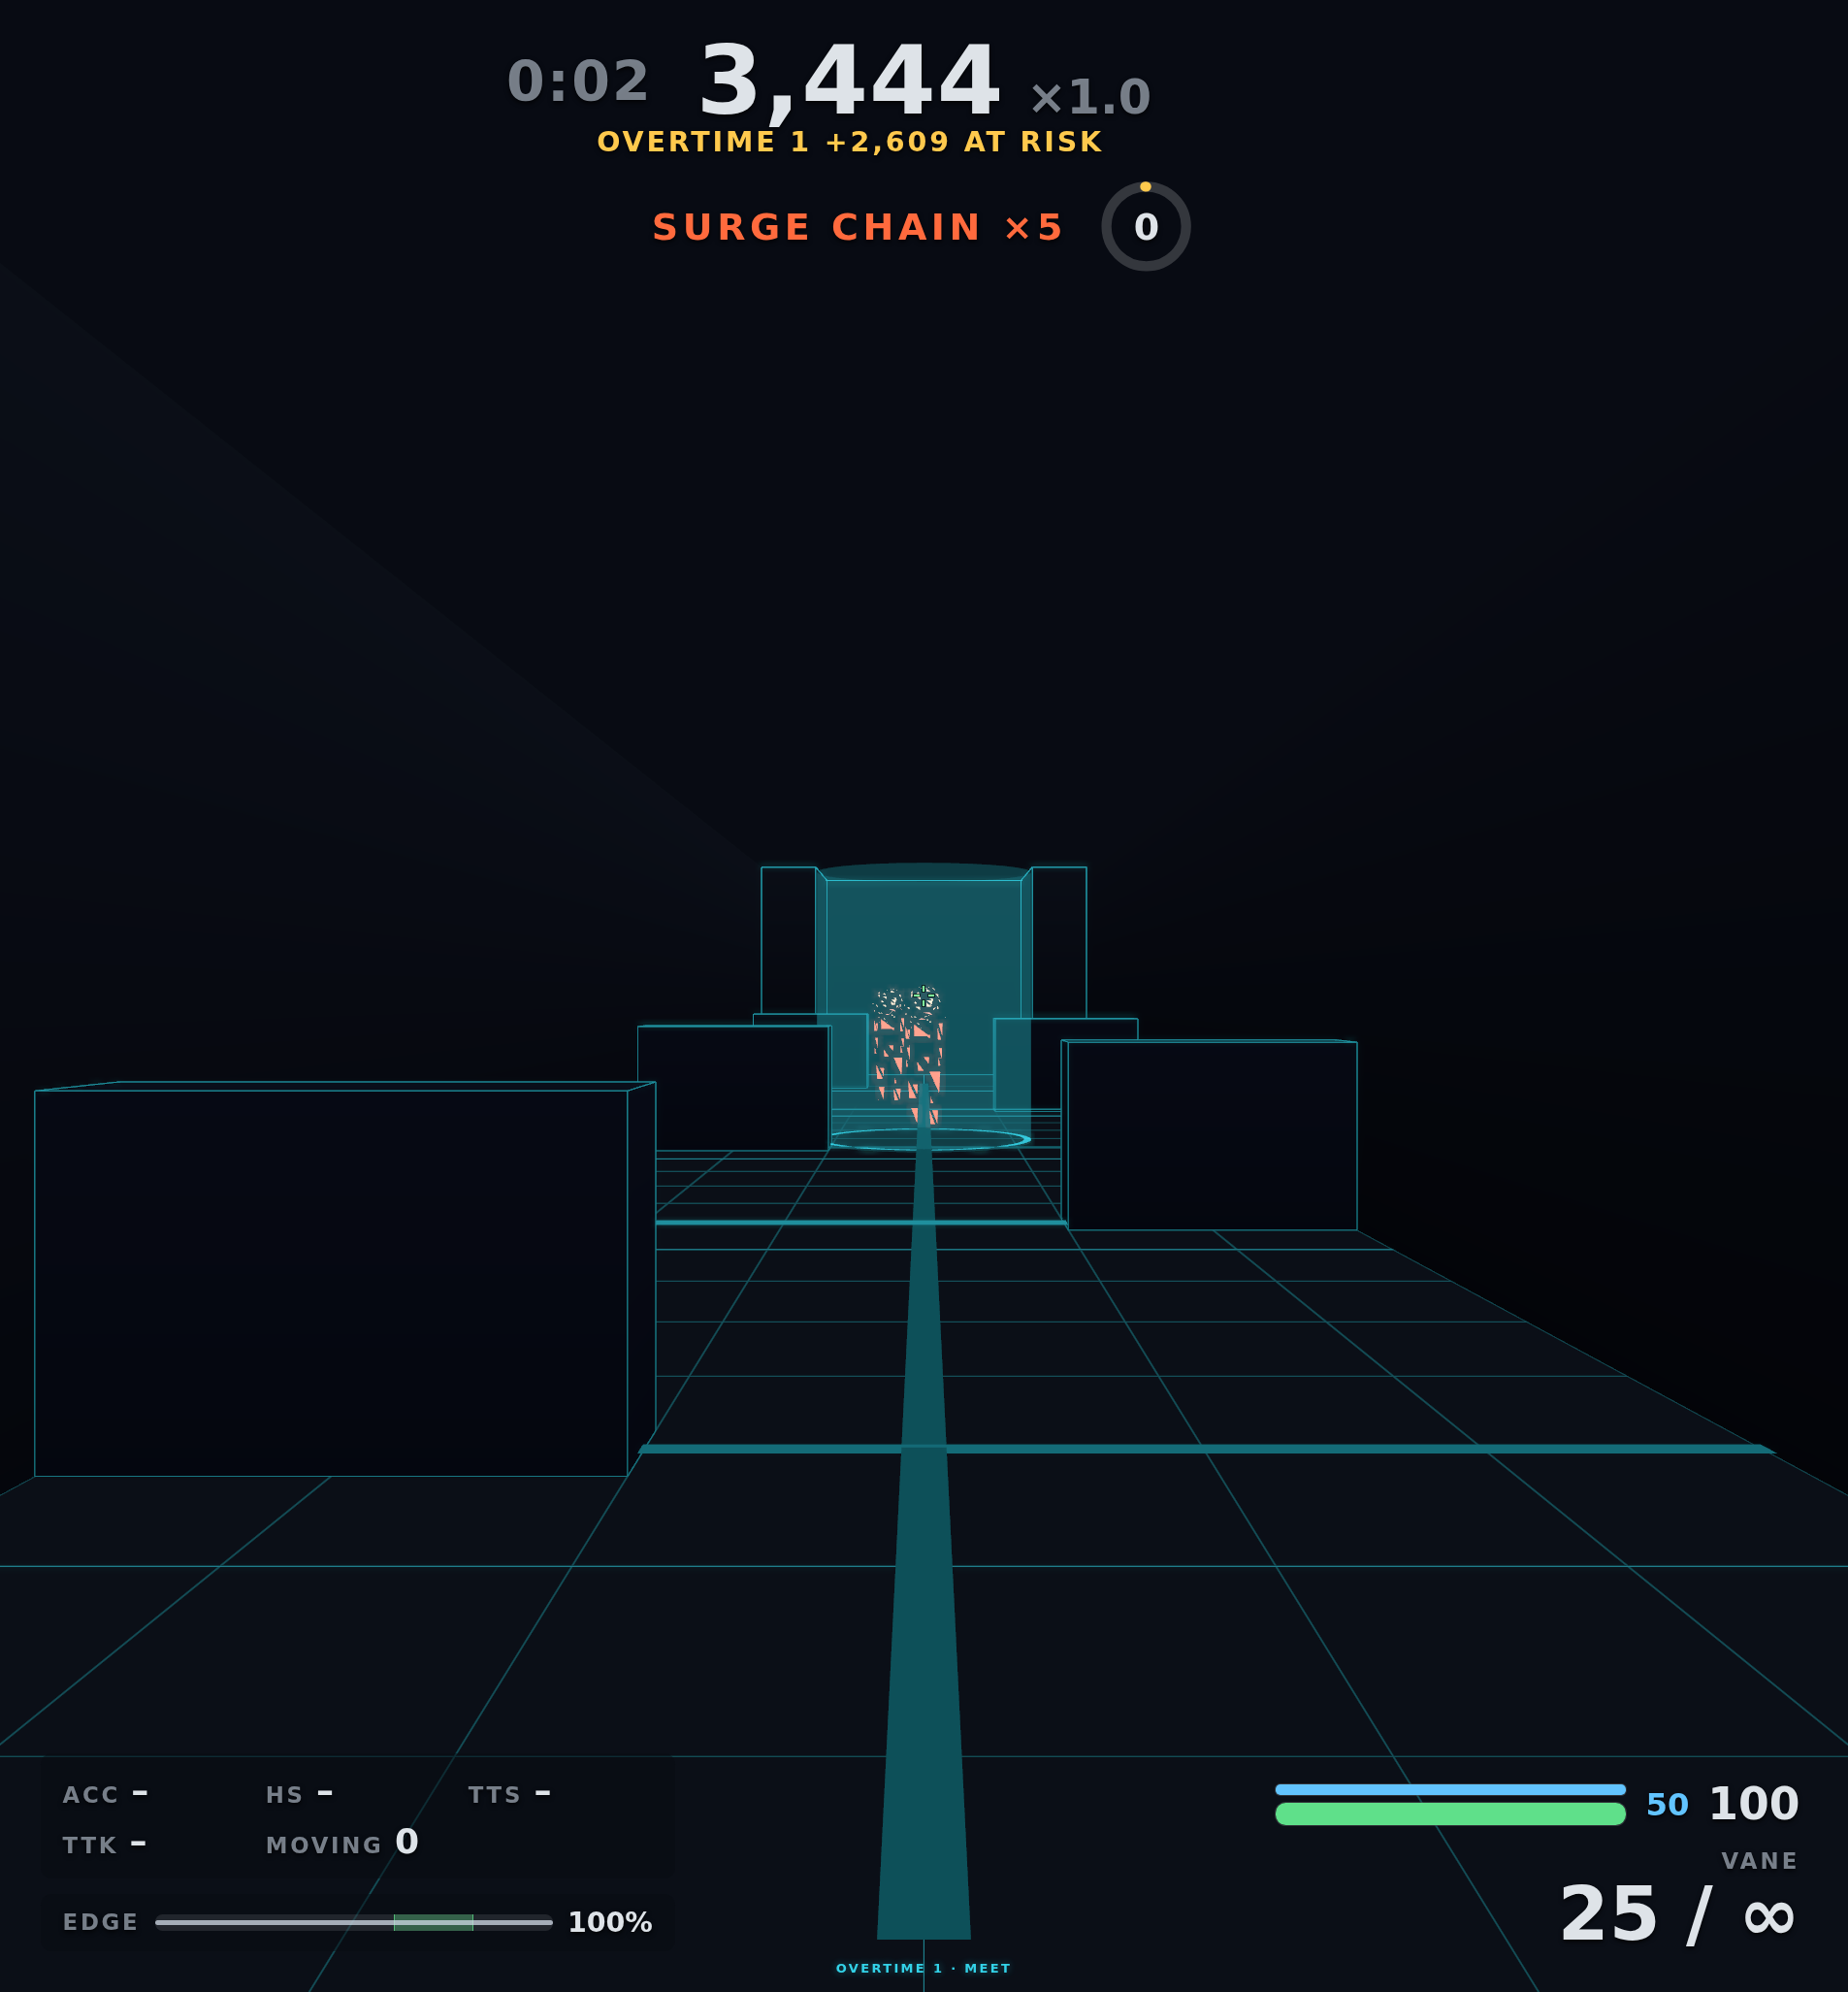 0:02 3,444 ×1.0
OVERTIME 1 +2,609 AT RISK
SURGE CHAIN ×5 0
ACC – HS – TTS –
TTK – MOVING 0
EDGE 100%
50 100
VANE
25 / ∞
OVERTIME 1 · MEET